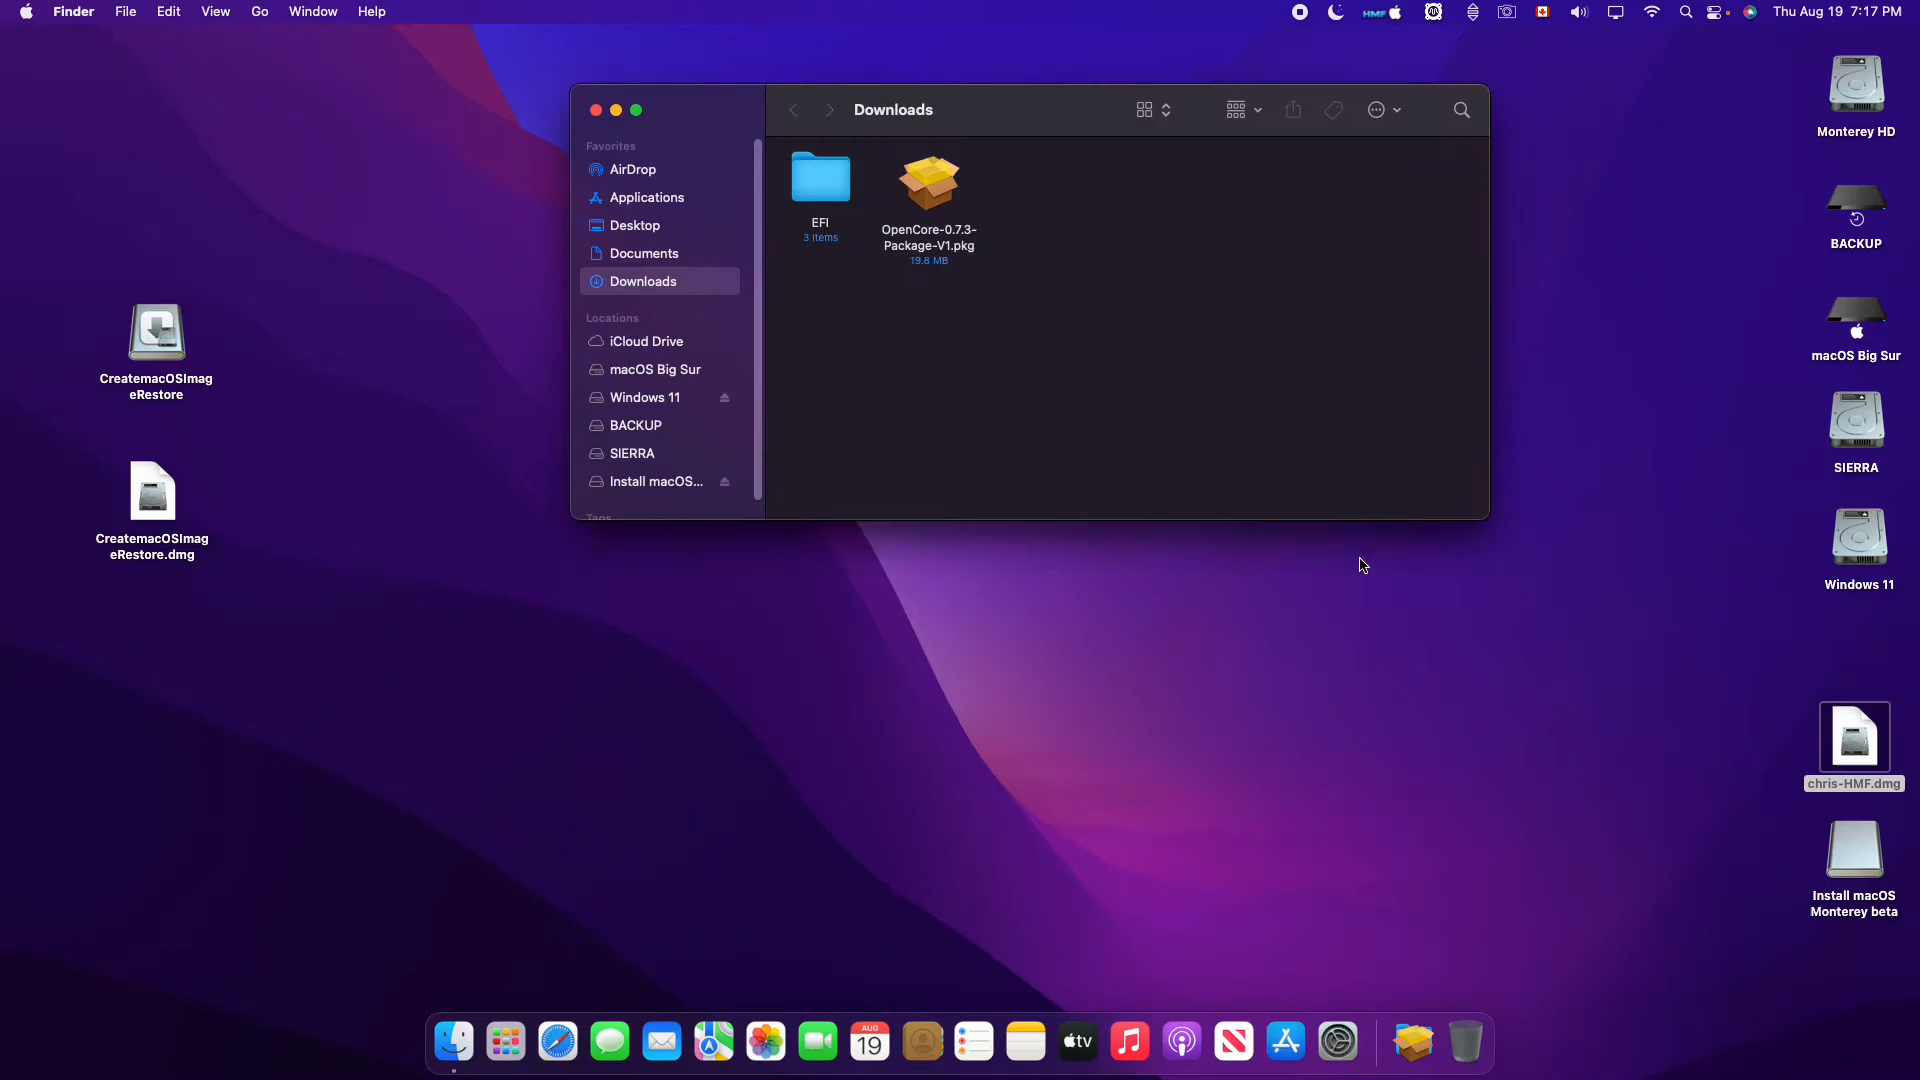 Finder File Edit View Go Window Help
HMF
Thu Aug 19 7:17 PM
Downloads
Favorites
AirDrop
Applications
Desktop
Documents
Downloads
Locations
iCloud Drive
macOS Big Sur
Windows 11
BACKUP
SIERRA
Install macOS...
Tags
EFI
3 items
OpenCore-0.7.3-
Package-V1.pkg
19.8 MB
CreatemacOSImag
eRestore
CreatemacOSImag
eRestore.dmg
Monterey HD
BACKUP
macOS Big Sur
SIERRA
Windows 11
chris-HMF.dmg
Install macOS
Monterey beta
AUG
19
tv